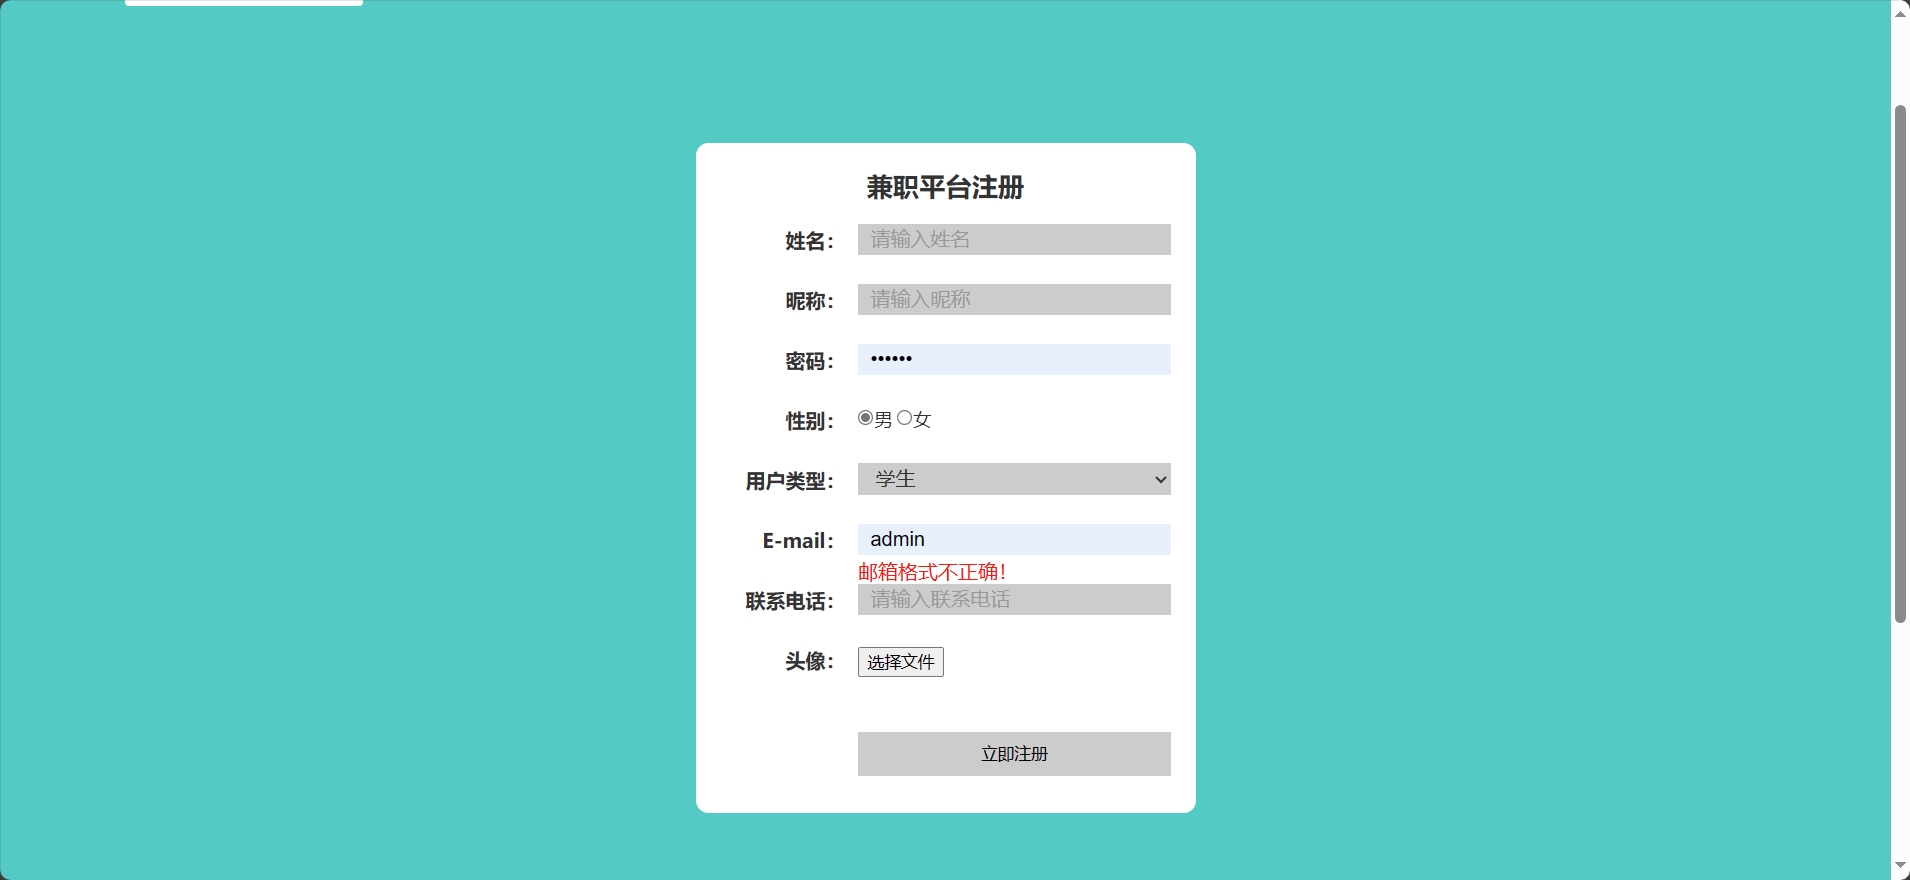 兼职平台注册
姓名： 请输入姓名
昵称： 请输入昵称
密码： ••••••
性别： 男 女
用户类型： 学生
E-mail： admin
邮箱格式不正确！
联系电话： 请输入联系电话
头像： 选择文件
立即注册